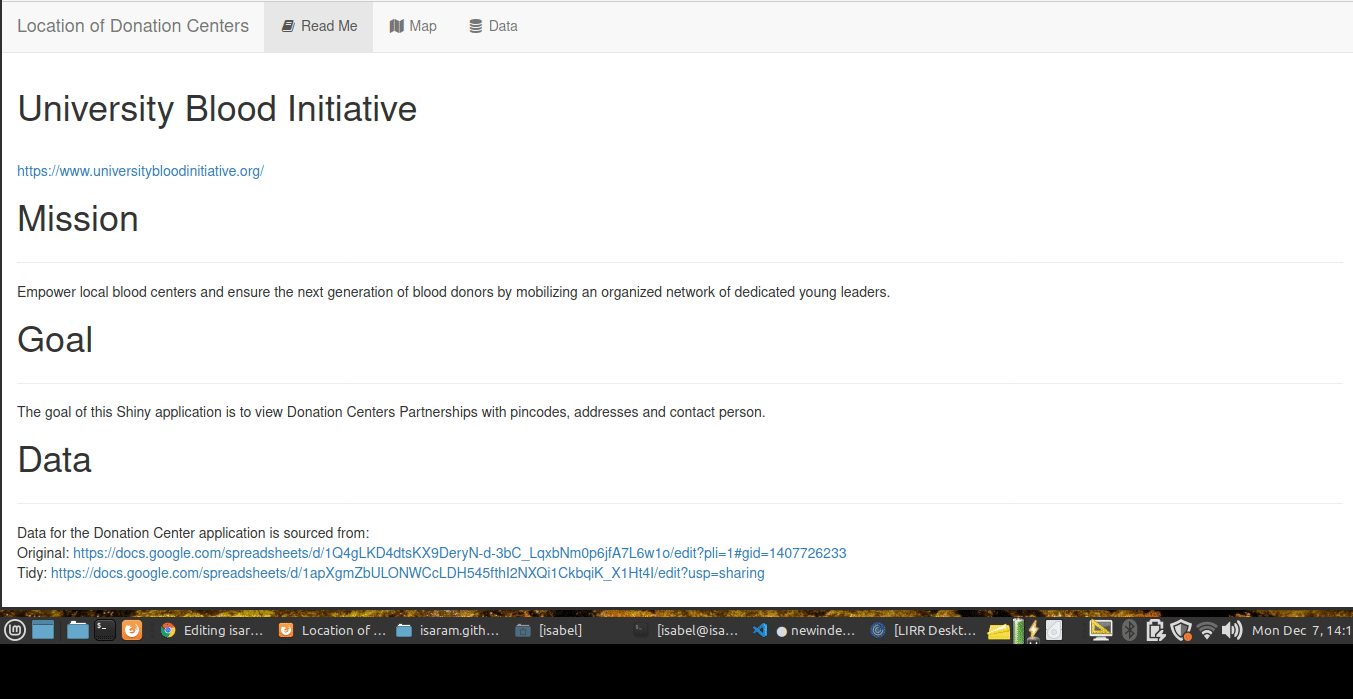 Location of Donation Centers Read Me Map Data
University Blood Initiative
https://www.universitybloodinitiative.org/
Mission
Empower local blood centers and ensure the next generation of blood donors by mobilizing an organized network of dedicated young leaders.
Goal
The goal of this Shiny application is to view Donation Centers Partnerships with pincodes, addresses and contact person.
Data
Data for the Donation Center application is sourced from:
Original: https://docs.google.com/spreadsheets/d/1Q4gLKD4dtsKX9DeryN-d-3bC_LqxbNm0p6jfA7L6w1o/edit?pli=1#gid=1407726233
Tidy: https://docs.google.com/spreadsheets/d/1apXgmZbULONWCcLDH545fthI2NXQi1CkbqiK_X1Ht4I/edit?usp=sharing
Editing isar... Location of ... isaram.gith... [isabel] [isabel@isa... newinde... [LIRR Deskt... Mon Dec 7, 14:1